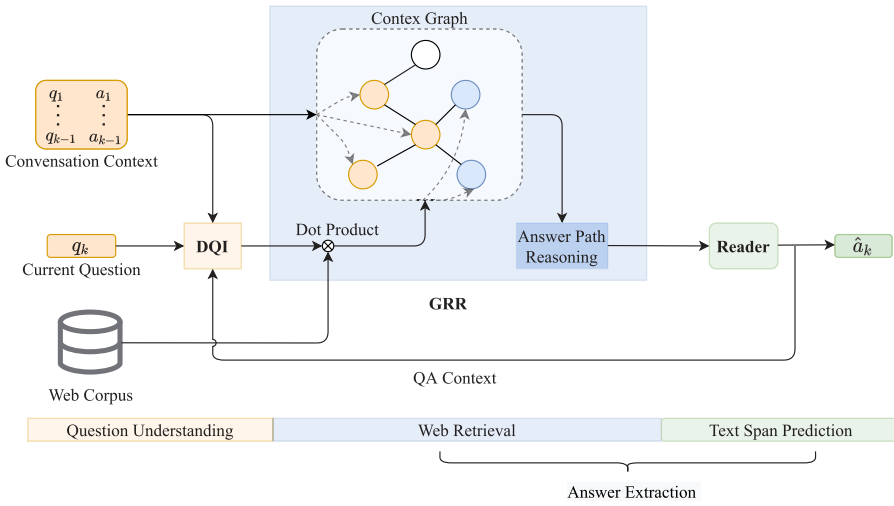 Contex Graph
q₁ a₁
⋮ ⋮
qₖ₋₁ aₖ₋₁
Convensation Context
Dot Product
qₖ
Current Question
DQI
⊗
Answer Path
Reasoning
Reader
âₖ
GRR
Web Corpus
QA Context
Question Understanding
Web Retrieval
Text Span Prediction
Answer Extraction